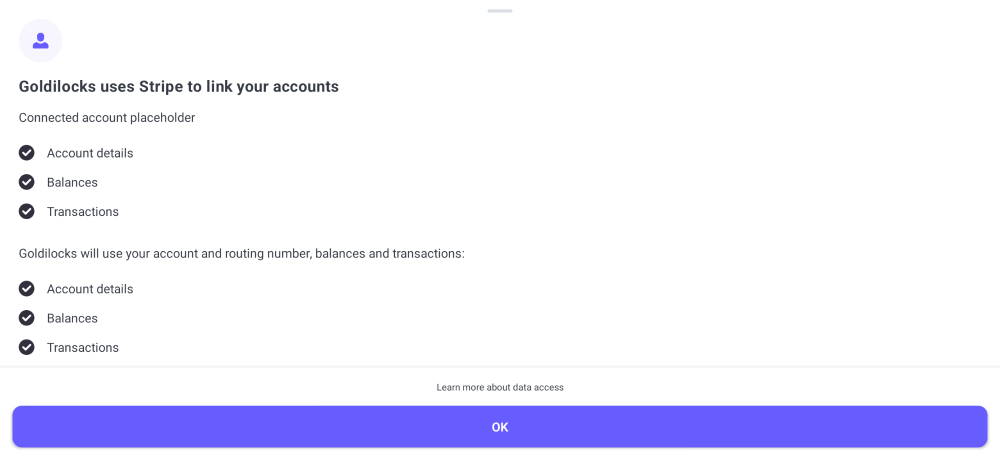 Goldilocks uses Stripe to link your accounts
Connected account placeholder
Account details
Balances
Transactions
Goldilocks will use your account and routing number, balances and transactions:
Account details
Balances
Transactions
Learn more about data access
OK